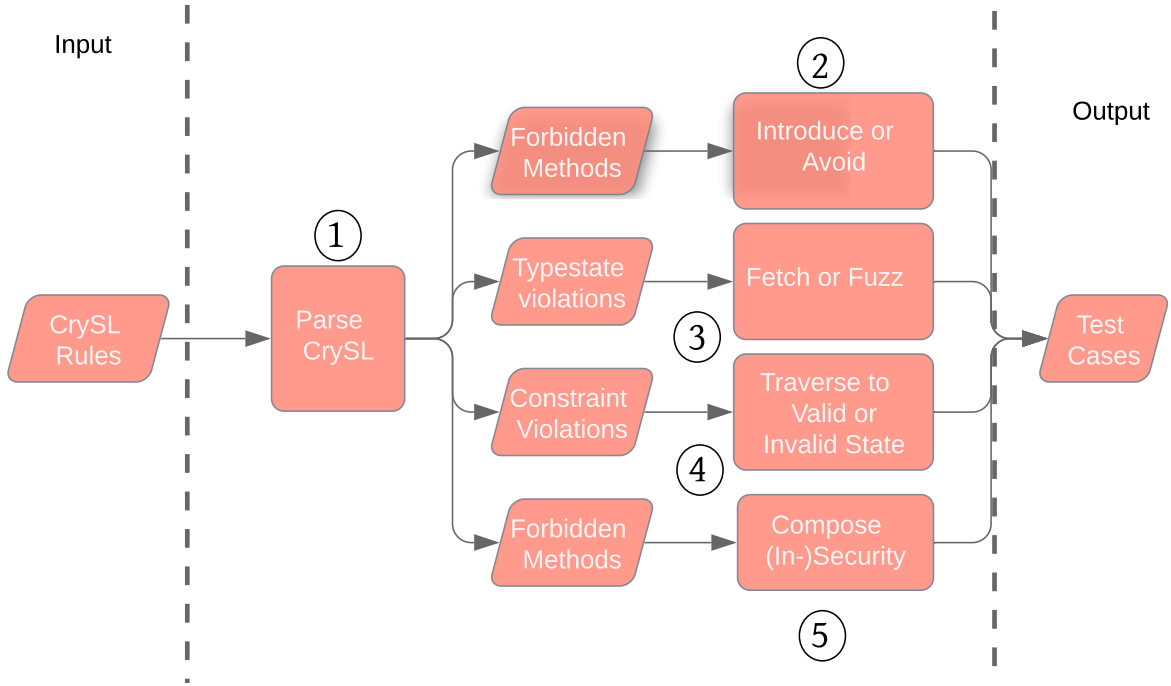 Input
Output
CrySL
Rules
1
Parse
CrySL
Forbidden
Methods
2
Introduce or
Avoid
Typestate
violations
Fetch or Fuzz
3
Constraint
Violations
Traverse to
Valid or
Invalid State
4
Forbidden
Methods
Compose
(In-)Security
5
Test
Cases